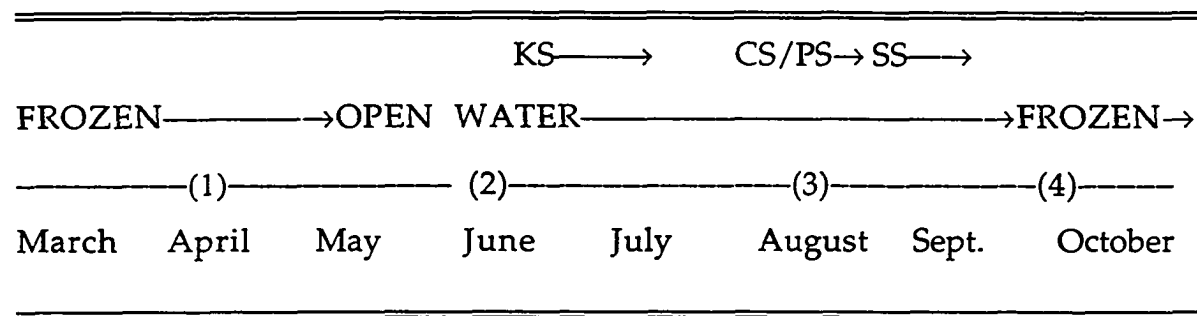 KS——→ CS/PS→ SS——→
FROZEN————→OPEN WATER——————————→FROZEN→
—————(1)——————— (2)—————————(3)———————(4)———
March April May June July August Sept. October